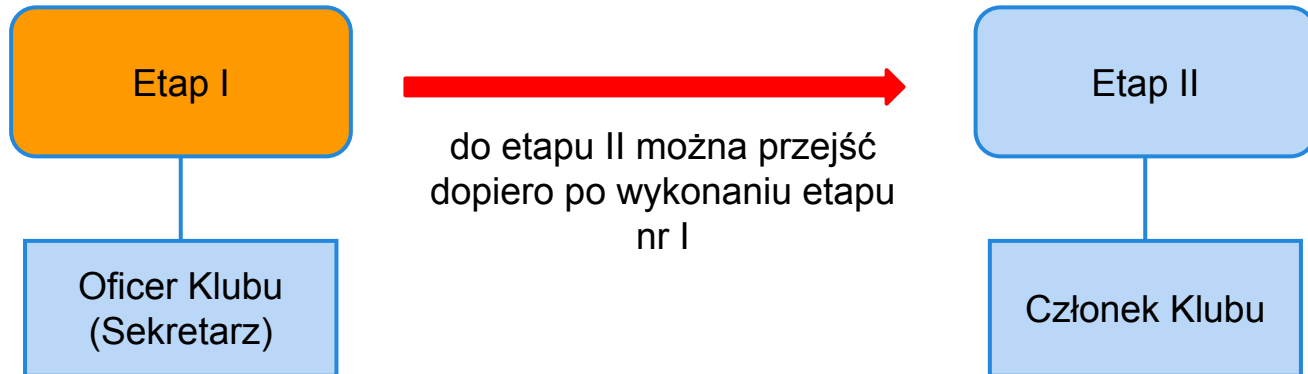 Etap I
do etapu II można przejść
dopiero po wykonaniu etapu
nr I
Etap II
Oficer Klubu
(Sekretarz)
Członek Klubu